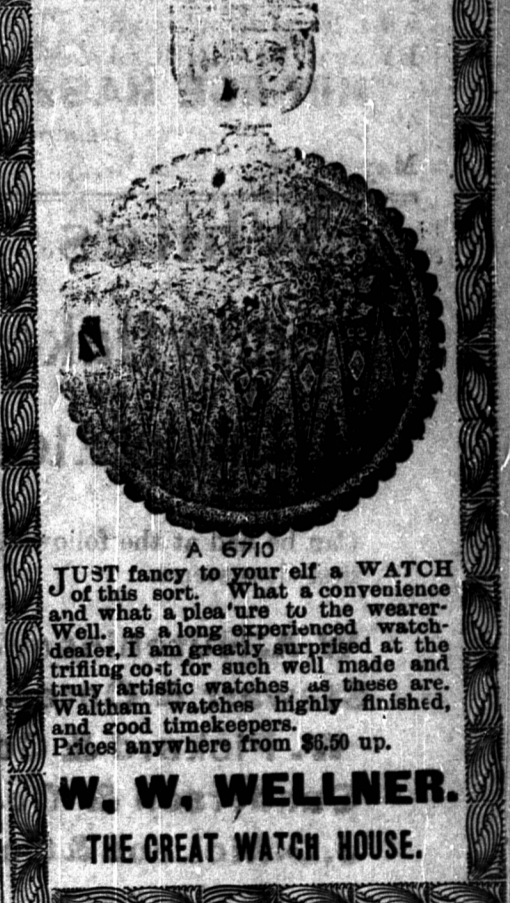 A 6710
JUST fancy to your elf a WATCH
of this sort. What a convenience
and what a plea'ure to the wearer-
Well. as a long experienced watch-
dealer, I am greatly surprised at the
trifling co-t for such well made and
truly artistic watches as these are.
Waltham watches highly finished,
and good timekeepers.
Prices anywhere from $6.50 up.
W. W. WELLNER.
THE GREAT WATCH HOUSE.